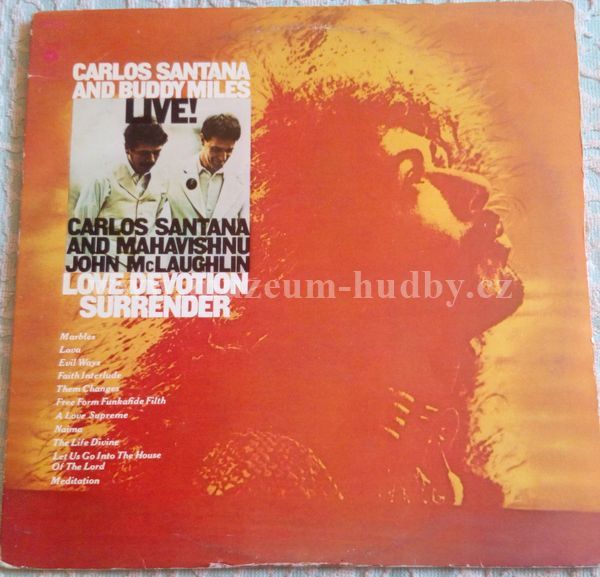 CARLOS SANTANA
AND BUDDY MILES
LIVE!
CARLOS SANTANA
AND MAHAVISHNU
JOHN McLAUGHLIN
LOVE DEVOTION
SURRENDER
zeum-hudby.cz
Marbles
Lava
Evil Ways
Faith Interlude
Them Changes
Free Form Funkafide Filth
A Love Supreme
Naima
The Life Divine
Let Us Go Into The House
Of The Lord
Meditation